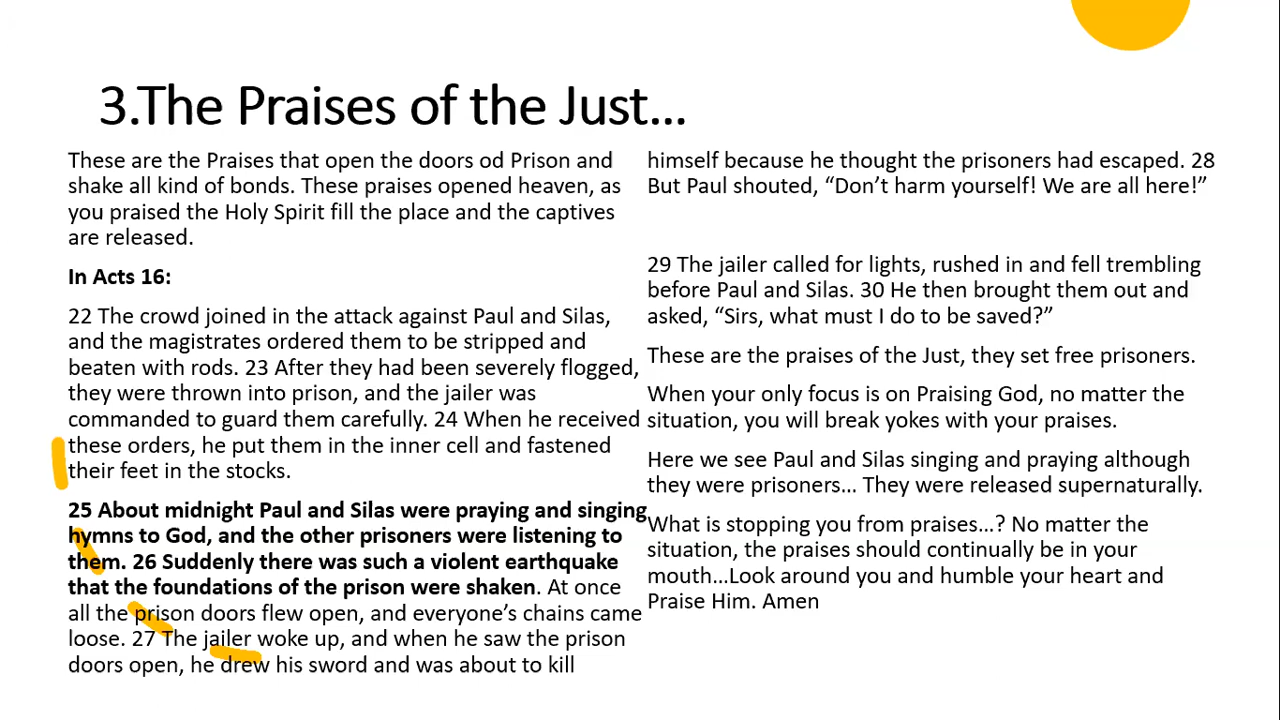 3.The Praises of the Just...
These are the Praises that open the doors od Prison and
shake all kind of bonds. These praises opened heaven, as
you praised the Holy Spirit fill the place and the captives
are released.
In Acts 16:
22 The crowd joined in the attack against Paul and Silas,
and the magistrates ordered them to be stripped and
beaten with rods. 23 After they had been severely flogged,
they were thrown into prison, and the jailer was
commanded to guard them carefully. 24 When he received
these orders, he put them in the inner cell and fastened
their feet in the stocks.
25 About midnight Paul and Silas were praying and singing
hymns to God, and the other prisoners were listening to
them. 26 Suddenly there was such a violent earthquake
that the foundations of the prison were shaken. At once
all the prison doors flew open, and everyone’s chains came
loose. 27 The jailer woke up, and when he saw the prison
doors open, he drew his sword and was about to kill
himself because he thought the prisoners had escaped. 28
But Paul shouted, “Don’t harm yourself! We are all here!”
29 The jailer called for lights, rushed in and fell trembling
before Paul and Silas. 30 He then brought them out and
asked, “Sirs, what must I do to be saved?”
These are the praises of the Just, they set free prisoners.
When your only focus is on Praising God, no matter the
situation, you will break yokes with your praises.
Here we see Paul and Silas singing and praying although
they were prisoners... They were released supernaturally.
What is stopping you from praises...? No matter the
situation, the praises should continually be in your
mouth...Look around you and humble your heart and
Praise Him. Amen